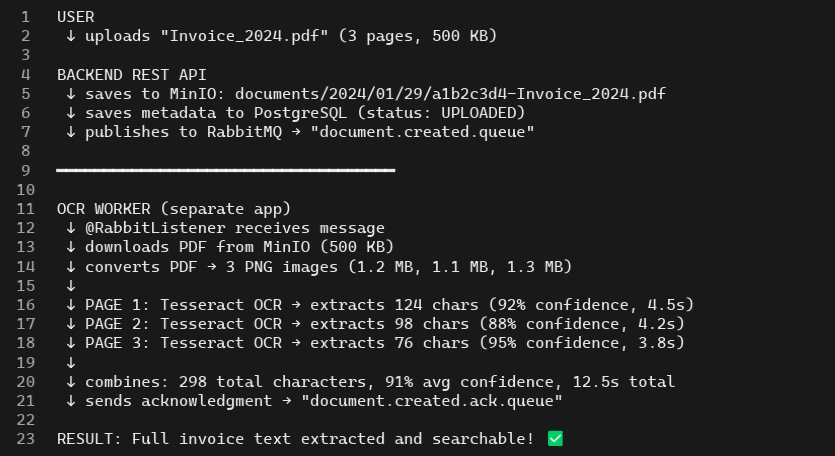 1 USER
2 ↓ uploads "Invoice_2024.pdf" (3 pages, 500 KB)
3
4 BACKEND REST API
5 ↓ saves to MinIO: documents/2024/01/29/a1b2c3d4-Invoice_2024.pdf
6 ↓ saves metadata to PostgreSQL (status: UPLOADED)
7 ↓ publishes to RabbitMQ → "document.created.queue"
8
9 ━━━━━━━━━━━━━━━━━━━━━━━━━━━━━━━━━━━━
10
11 OCR WORKER (separate app)
12 ↓ @RabbitListener receives message
13 ↓ downloads PDF from MinIO (500 KB)
14 ↓ converts PDF → 3 PNG images (1.2 MB, 1.1 MB, 1.3 MB)
15 ↓
16 ↓ PAGE 1: Tesseract OCR → extracts 124 chars (92% confidence, 4.5s)
17 ↓ PAGE 2: Tesseract OCR → extracts 98 chars (88% confidence, 4.2s)
18 ↓ PAGE 3: Tesseract OCR → extracts 76 chars (95% confidence, 3.8s)
19 ↓
20 ↓ combines: 298 total characters, 91% avg confidence, 12.5s total
21 ↓ sends acknowledgment → "document.created.ack.queue"
22
23 RESULT: Full invoice text extracted and searchable! ✅